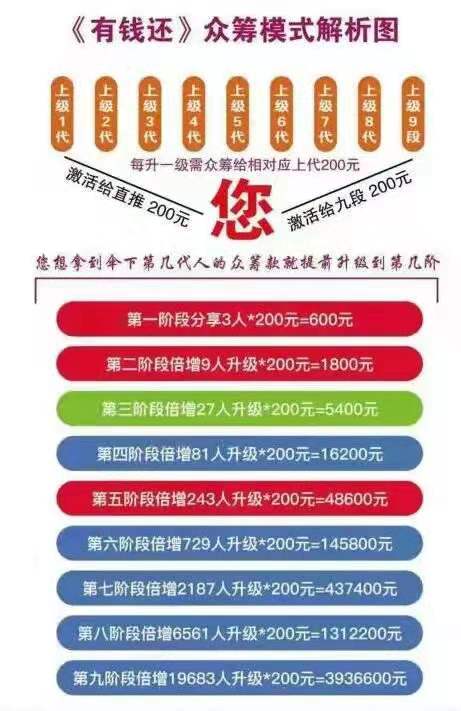 《有钱还》众筹模式解析图
上级1代
上级2代
上级3代
上级4代
上级5代
上级6代
上级7代
上级8代
上级9段
每升一级需众筹给相对应上代200元
激活给直推 200元
您
激活给九段 200元
您想拿到伞下第几代人的众筹款就提前升级到第几阶
第一阶段分享3人*200元=600元
第二阶段倍增9人升级*200元=1800元
第三阶段倍增27人升级*200元=5400元
第四阶段倍增81人升级*200元=16200元
第五阶段倍增243人升级*200元=48600元
第六阶段倍增729人升级*200元=145800元
第七阶段倍增2187人升级*200元=437400元
第八阶段倍增6561人升级*200元=1312200元
第九阶段倍增19683人升级*200元=3936600元